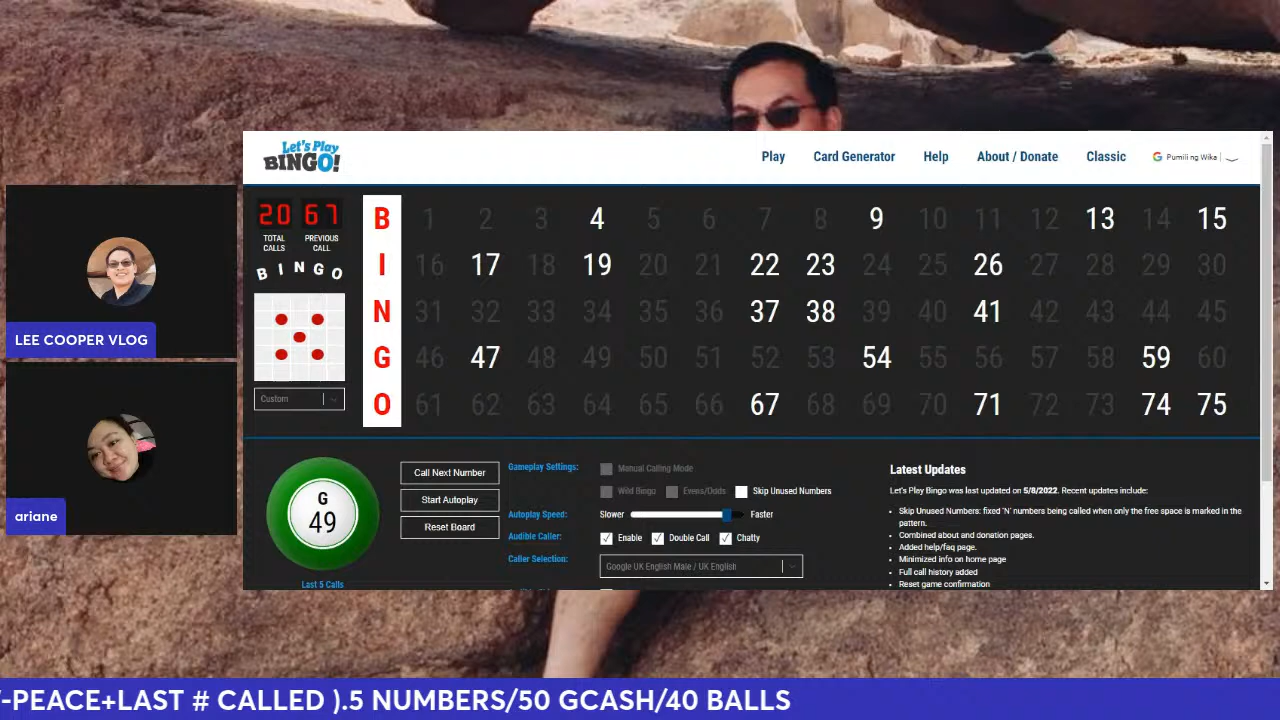 Let's Play
BINGO!
Play Card Generator Help About / Donate Classic G Pumili ng Wika
20 67
TOTAL CALLS PREVIOUS CALL
B I N G O
Custom
B 1 2 3 4 5 6 7 8 9 10 11 12 13 14 15
I 16 17 18 19 20 21 22 23 24 25 26 27 28 29 30
N 31 32 33 34 35 36 37 38 39 40 41 42 43 44 45
G 46 47 48 49 50 51 52 53 54 55 56 57 58 59 60
O 61 62 63 64 65 66 67 68 69 70 71 72 73 74 75
LEE COOPER VLOG
ariane
G
49
Last 5 Calls
Call Next Number
Start Autoplay
Reset Board
Gameplay Settings: Manual Calling Mode
Wild Bingo Evens/Odds Skip Unused Numbers
Autoplay Speed: Slower Faster
Audible Caller: Enable Double Call Chatty
Caller Selection: Google UK English Male / UK English
Latest Updates
Let's Play Bingo was last updated on 5/8/2022. Recent updates include:
Skip Unused Numbers: fixed 'N' numbers being called when only the free space is marked in the
pattern.
Combined about and donation pages.
Added help/faq page.
Minimized info on home page
Full call history added
Reset game confirmation
-PEACE+LAST # CALLED ).5 NUMBERS/50 GCASH/40 BALLS